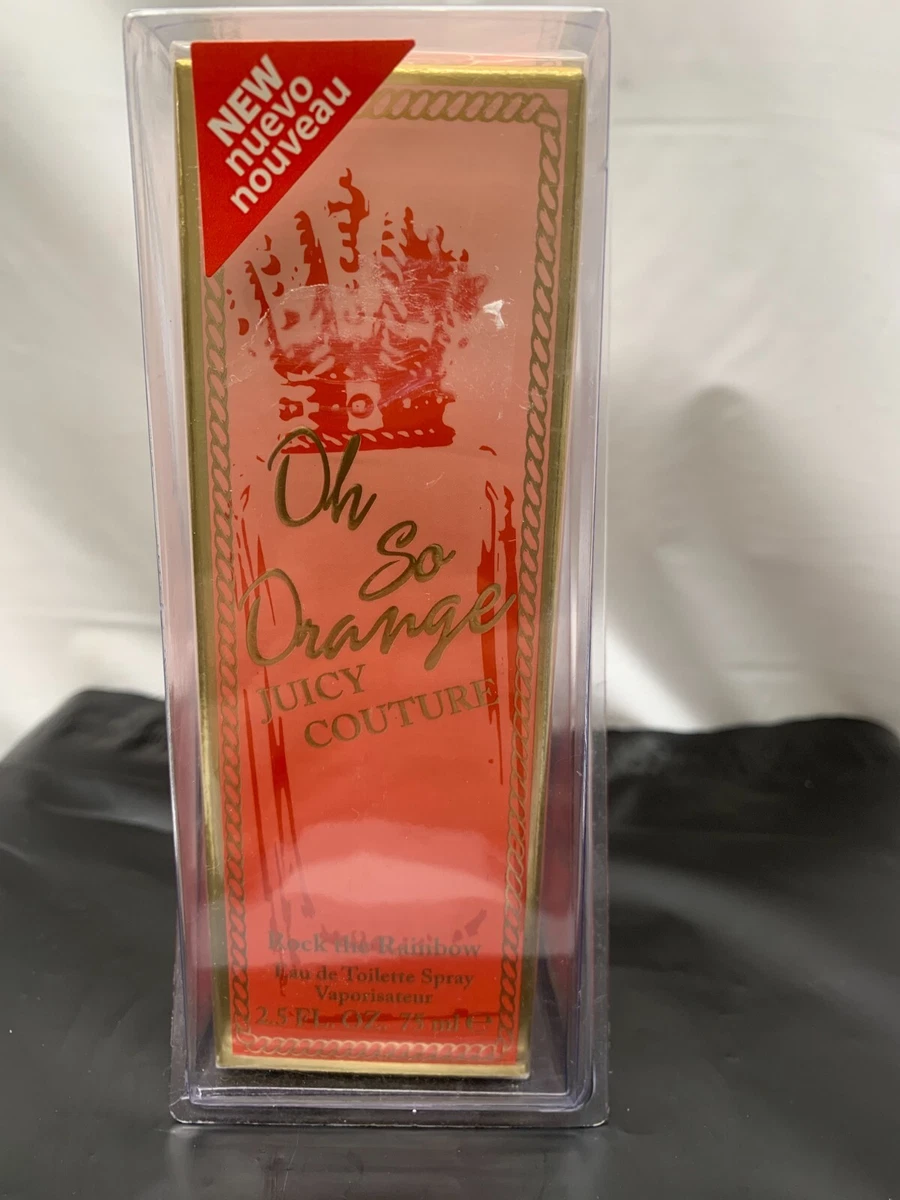 NEW
nuevo
nouveau
Oh
So
Orange
JUICY
COUTURE
Rock the Rainbow
Eau de Toilette Spray
Vaporisateur
2.5 FL. OZ. 75 ml ℮